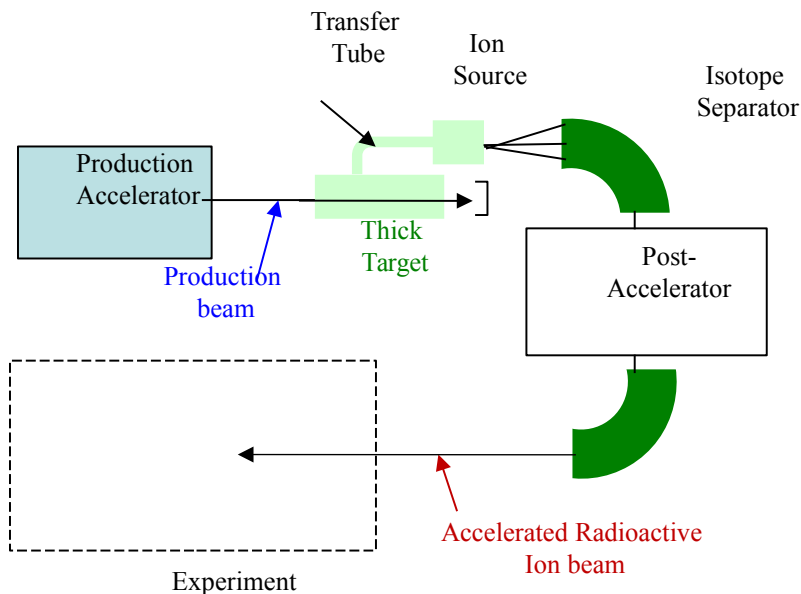 Transfer
Tube
Ion
Source
Isotope
Separator
Production
Accelerator
Thick
Target
Production
beam
Post-
Accelerator
Accelerated Radioactive
Ion beam
Experiment